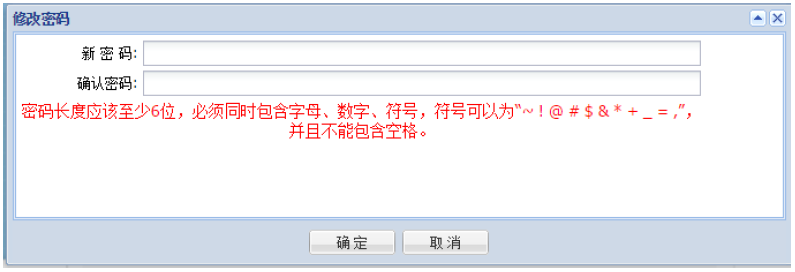 修改密码
新 密 码:
确认密码:
密码长度应该至少6位，必须同时包含字母、数字、符号，符号可以为“~ ! @ # $ & * + _ = ,”，
并且不能包含空格。
确 定 取 消